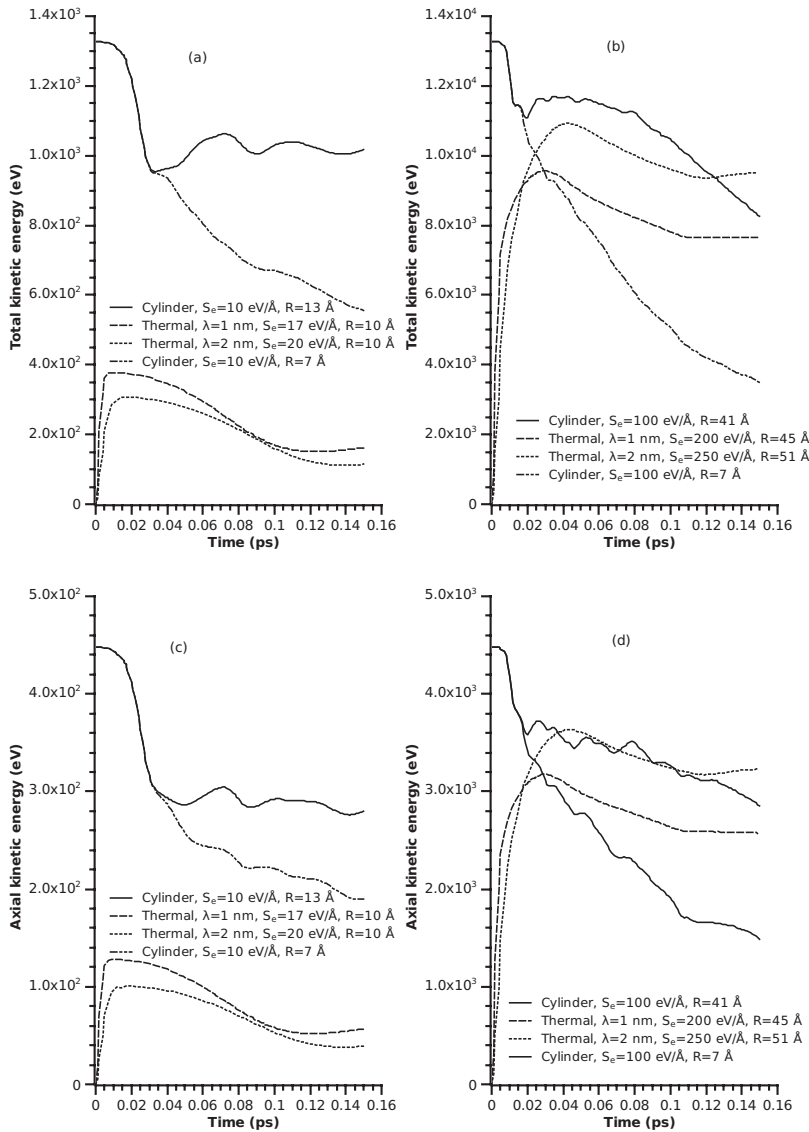 1.4x10³
1.2x10³
1.0x10³
8.0x10²
6.0x10²
4.0x10²
2.0x10²
0
Total kinetic energy (eV)
(a)
Cylinder, Sₑ=10 eV/Å, R=13 Å
Thermal, λ=1 nm, Sₑ=17 eV/Å, R=10 Å
Thermal, λ=2 nm, Sₑ=20 eV/Å, R=10 Å
Cylinder, Sₑ=10 eV/Å, R=7 Å
0 0.02 0.04 0.06 0.08 0.1 0.12 0.14 0.16
Time (ps)
1.4x10⁴
1.2x10⁴
1.0x10⁴
8.0x10³
6.0x10³
4.0x10³
2.0x10³
0
Total kinetic energy (eV)
(b)
Cylinder, Sₑ=100 eV/Å, R=41 Å
Thermal, λ=1 nm, Sₑ=200 eV/Å, R=45 Å
Thermal, λ=2 nm, Sₑ=250 eV/Å, R=51 Å
Cylinder, Sₑ=100 eV/Å, R=7 Å
0 0.02 0.04 0.06 0.08 0.1 0.12 0.14 0.16
Time (ps)
5.0x10²
4.0x10²
3.0x10²
2.0x10²
1.0x10²
0
Axial kinetic energy (eV)
(c)
Cylinder, Sₑ=10 eV/Å, R=13 Å
Thermal, λ=1 nm, Sₑ=17 eV/Å, R=10 Å
Thermal, λ=2 nm, Sₑ=20 eV/Å, R=10 Å
Cylinder, Sₑ=10 eV/Å, R=7 Å
0 0.02 0.04 0.06 0.08 0.1 0.12 0.14 0.16
Time (ps)
5.0x10³
4.0x10³
3.0x10³
2.0x10³
1.0x10³
0
Axial kinetic energy (eV)
(d)
Cylinder, Sₑ=100 eV/Å, R=41 Å
Thermal, λ=1 nm, Sₑ=200 eV/Å, R=45 Å
Thermal, λ=2 nm, Sₑ=250 eV/Å, R=51 Å
Cylinder, Sₑ=100 eV/Å, R=7 Å
0 0.02 0.04 0.06 0.08 0.1 0.12 0.14 0.16
Time (ps)